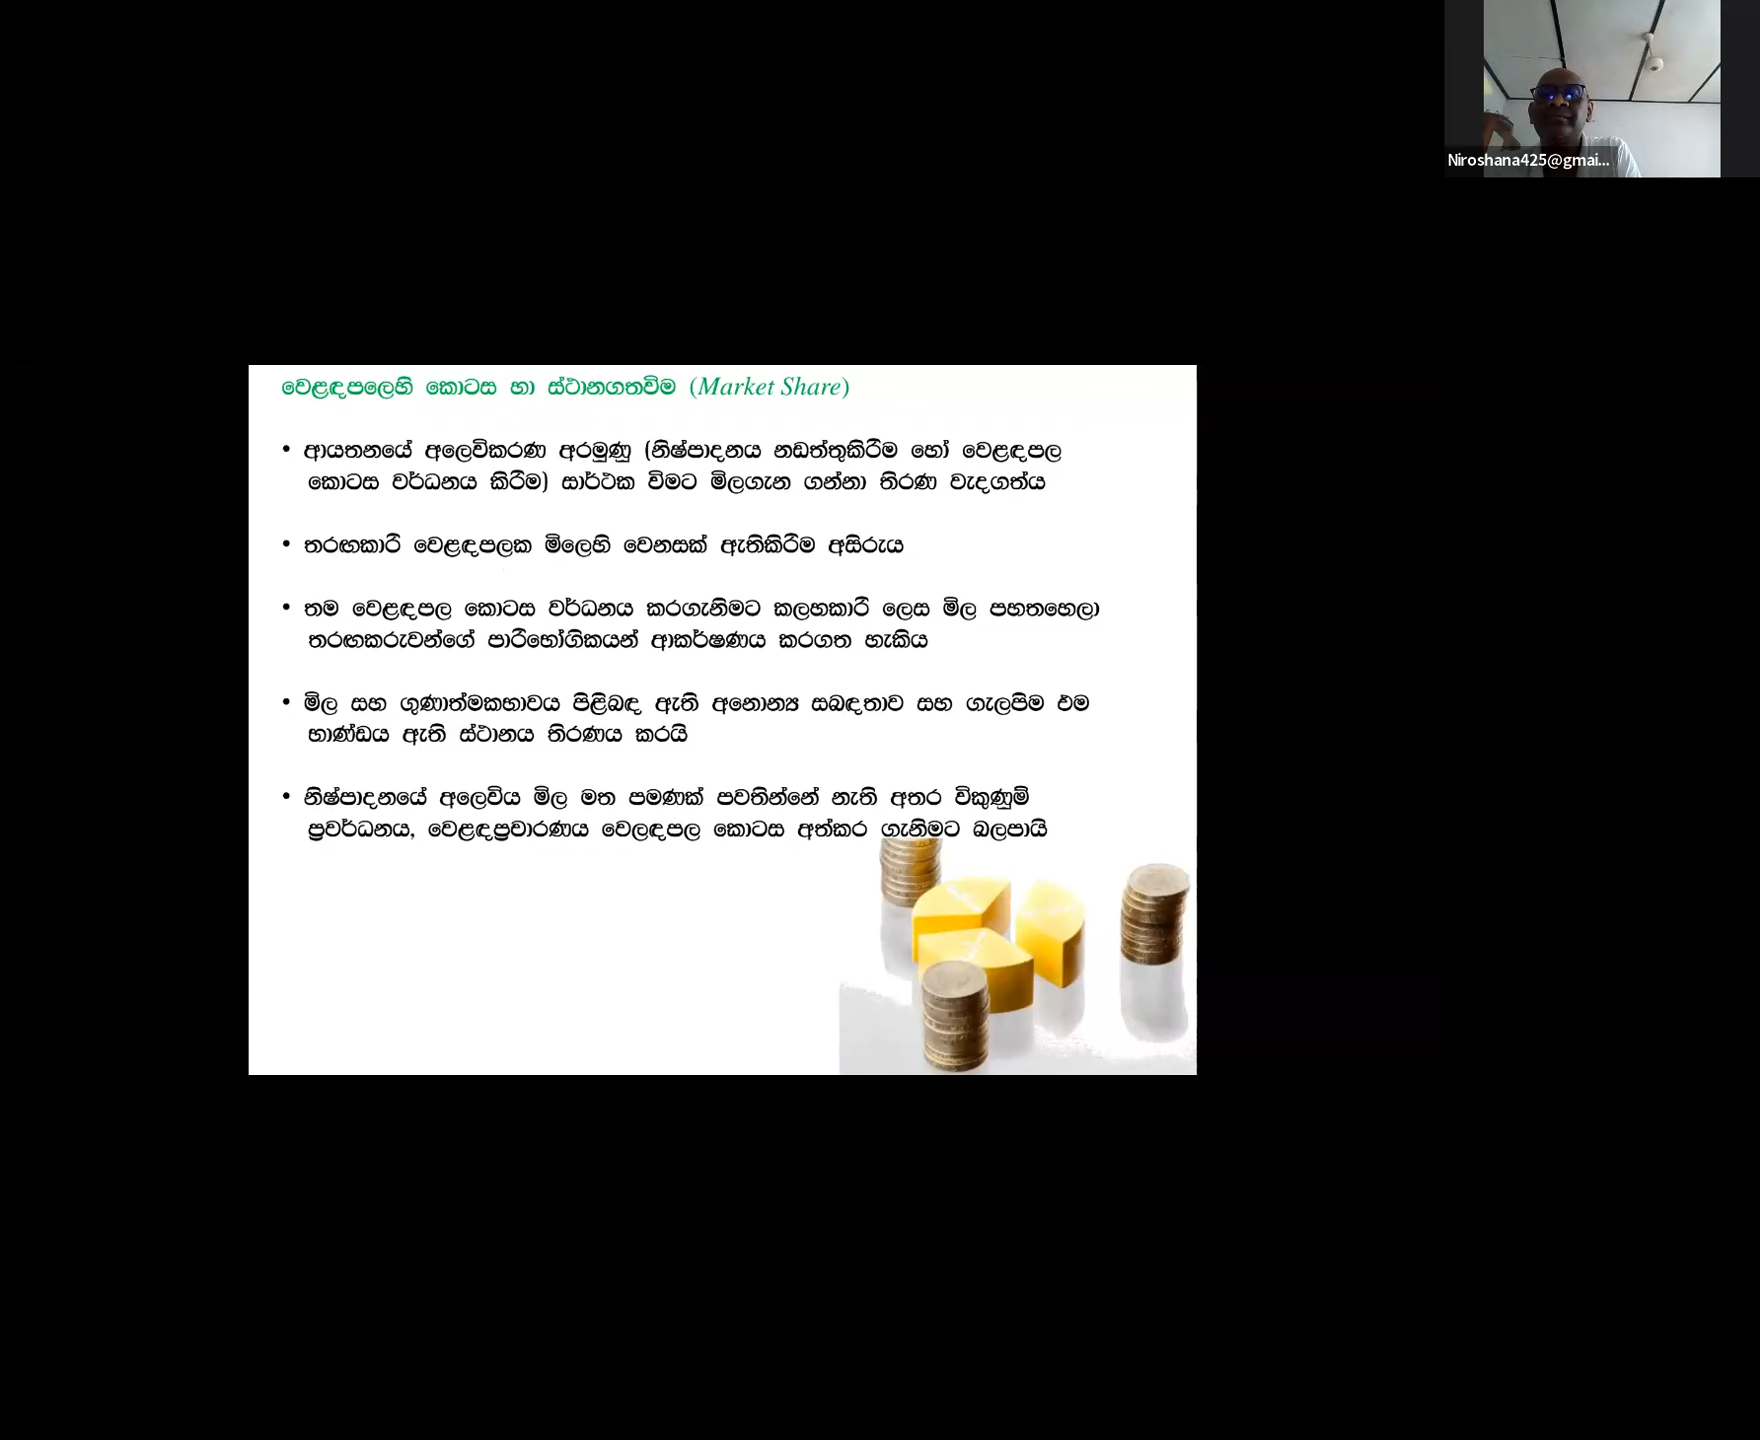 Niroshana425@gmai...
වෙළඳපලෙහි කොටස හා ස්ථානගතවිම (Market Share)
• ආයතනයේ අලෙවිකරණ අරමුණු (නිෂ්පාදනය නඩත්තුකිරීම හෝ වෙළඳපල
කොටස වර්ධනය කිරීම) සාර්ථක විමට මිලගැන ගන්නා තිරණ වැදගත්ය
• තරඟකාරී වෙළඳපලක මිලෙහි වෙනසක් ඇතිකිරීම අසිරුය
• තම වෙළඳපල කොටස වර්ධනය කරගැනිමට කලහකාරී ලෙස මිල පහතහෙලා
තරඟකරුවන්ගේ පාරිභෝගිකයන් ආකර්ෂණය කරගත හැකිය
• මිල සහ ගුණාත්මකභාවය පිළිබඳ ඇති අනොන්‍ය සබඳතාව සහ ගැලපිම එම
භාණ්ඩය ඇති ස්ථානය තිරණය කරයි
• නිෂ්පාදනයේ අලෙවිය මිල මත පමණක් පවතින්නේ නැති අතර විකුණුම්
ප්‍රවර්ධනය, වෙළඳප්‍රචාරණය වෙලඳපල කොටස අත්කර ගැනිමට බලපායි